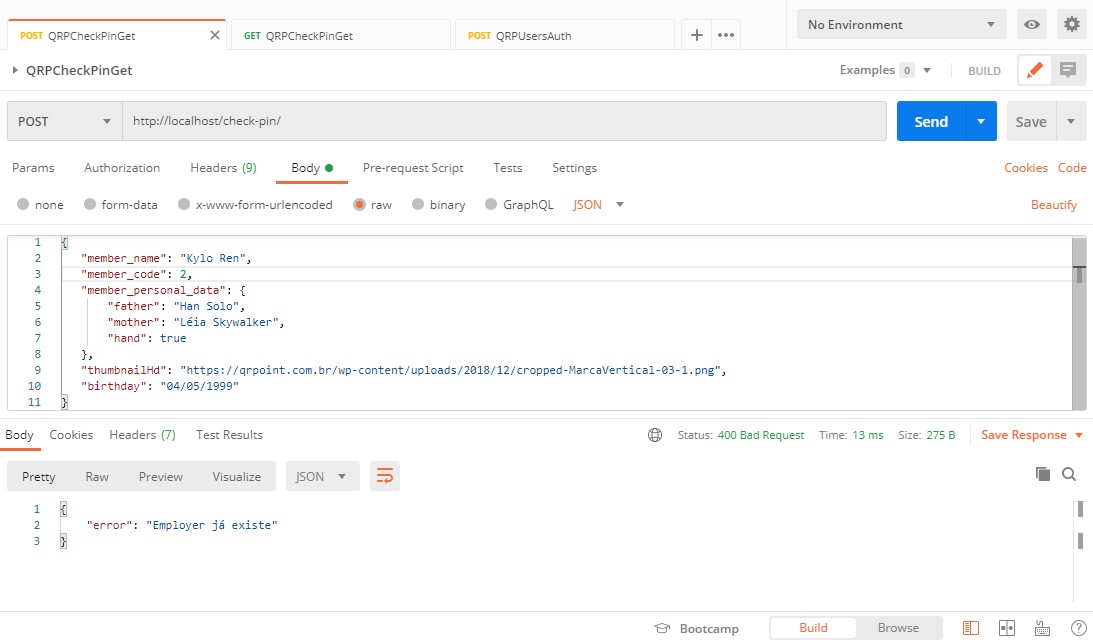 POST QRPCheckPinGet
GET QRPCheckPinGet
POST QRPUsersAuth
No Environment
QRPCheckPinGet
Examples 0
BUILD
POST http://localhost/check-pin/ Send Save
Params Authorization Headers (9) Body Pre-request Script Tests Settings Cookies Code
none form-data x-www-form-urlencoded raw binary GraphQL JSON Beautify
1 {
2 "member_name": "Kylo Ren",
3 "member_code": 2,
4 "member_personal_data": {
5 "father": "Han Solo",
6 "mother": "Léia Skywalker",
7 "hand": true
8 },
9 "thumbnailHd": "https://qrpoint.com.br/wp-content/uploads/2018/12/cropped-MarcaVertical-03-1.png",
10 "birthday": "04/05/1999"
11 }
Body Cookies Headers (7) Test Results Status: 400 Bad Request Time: 13 ms Size: 275 B Save Response
Pretty Raw Preview Visualize JSON
1 {
2 "error": "Employer já existe"
3 }
Bootcamp Build Browse